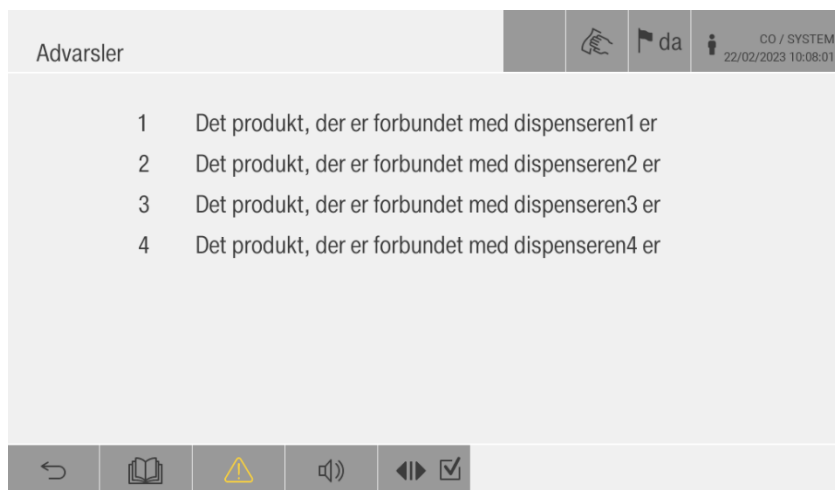 Advarsler
da
CO / SYSTEM
22/02/2023 10:08:01
1 Det produkt, der er forbundet med dispenseren1 er
2 Det produkt, der er forbundet med dispenseren2 er
3 Det produkt, der er forbundet med dispenseren3 er
4 Det produkt, der er forbundet med dispenseren4 er